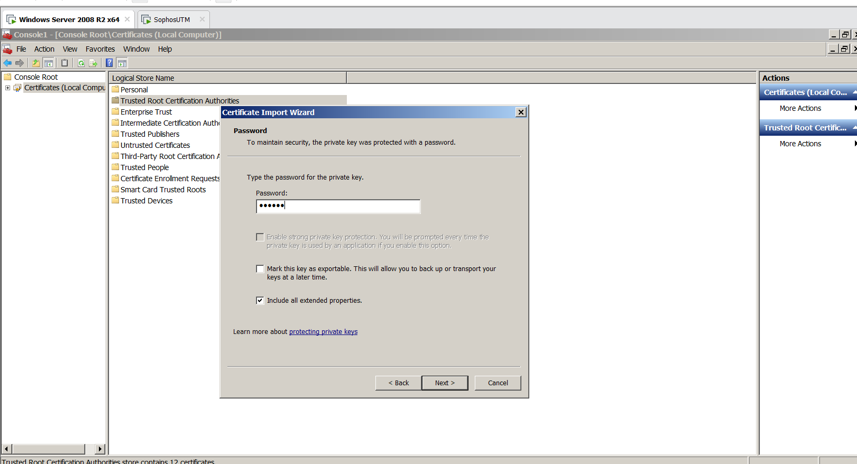 Windows Server 2008 R2 x64
SophosUTM
Console1 - [Console Root\Certificates (Local Computer)]
File Action View Favorites Window Help
Console Root
Certificates (Local Compu
Logical Store Name
Personal
Trusted Root Certification Authorities
Enterprise Trust
Intermediate Certification Autho
Trusted Publishers
Untrusted Certificates
Third-Party Root Certification A
Trusted People
Certificate Enrollment Requests
Smart Card Trusted Roots
Trusted Devices
Certificate Import Wizard
Password
To maintain security, the private key was protected with a password.
Type the password for the private key.
Password:
••••••
Enable strong private key protection. You will be prompted every time the
private key is used by an application if you enable this option.
Mark this key as exportable. This will allow you to back up or transport your
keys at a later time.
Include all extended properties.
Learn more about protecting private keys
< Back Next > Cancel
Actions
Certificates (Local Co...
More Actions
Trusted Root Certific...
More Actions
Trusted Root Certification Authorities store contains 12 certificates.